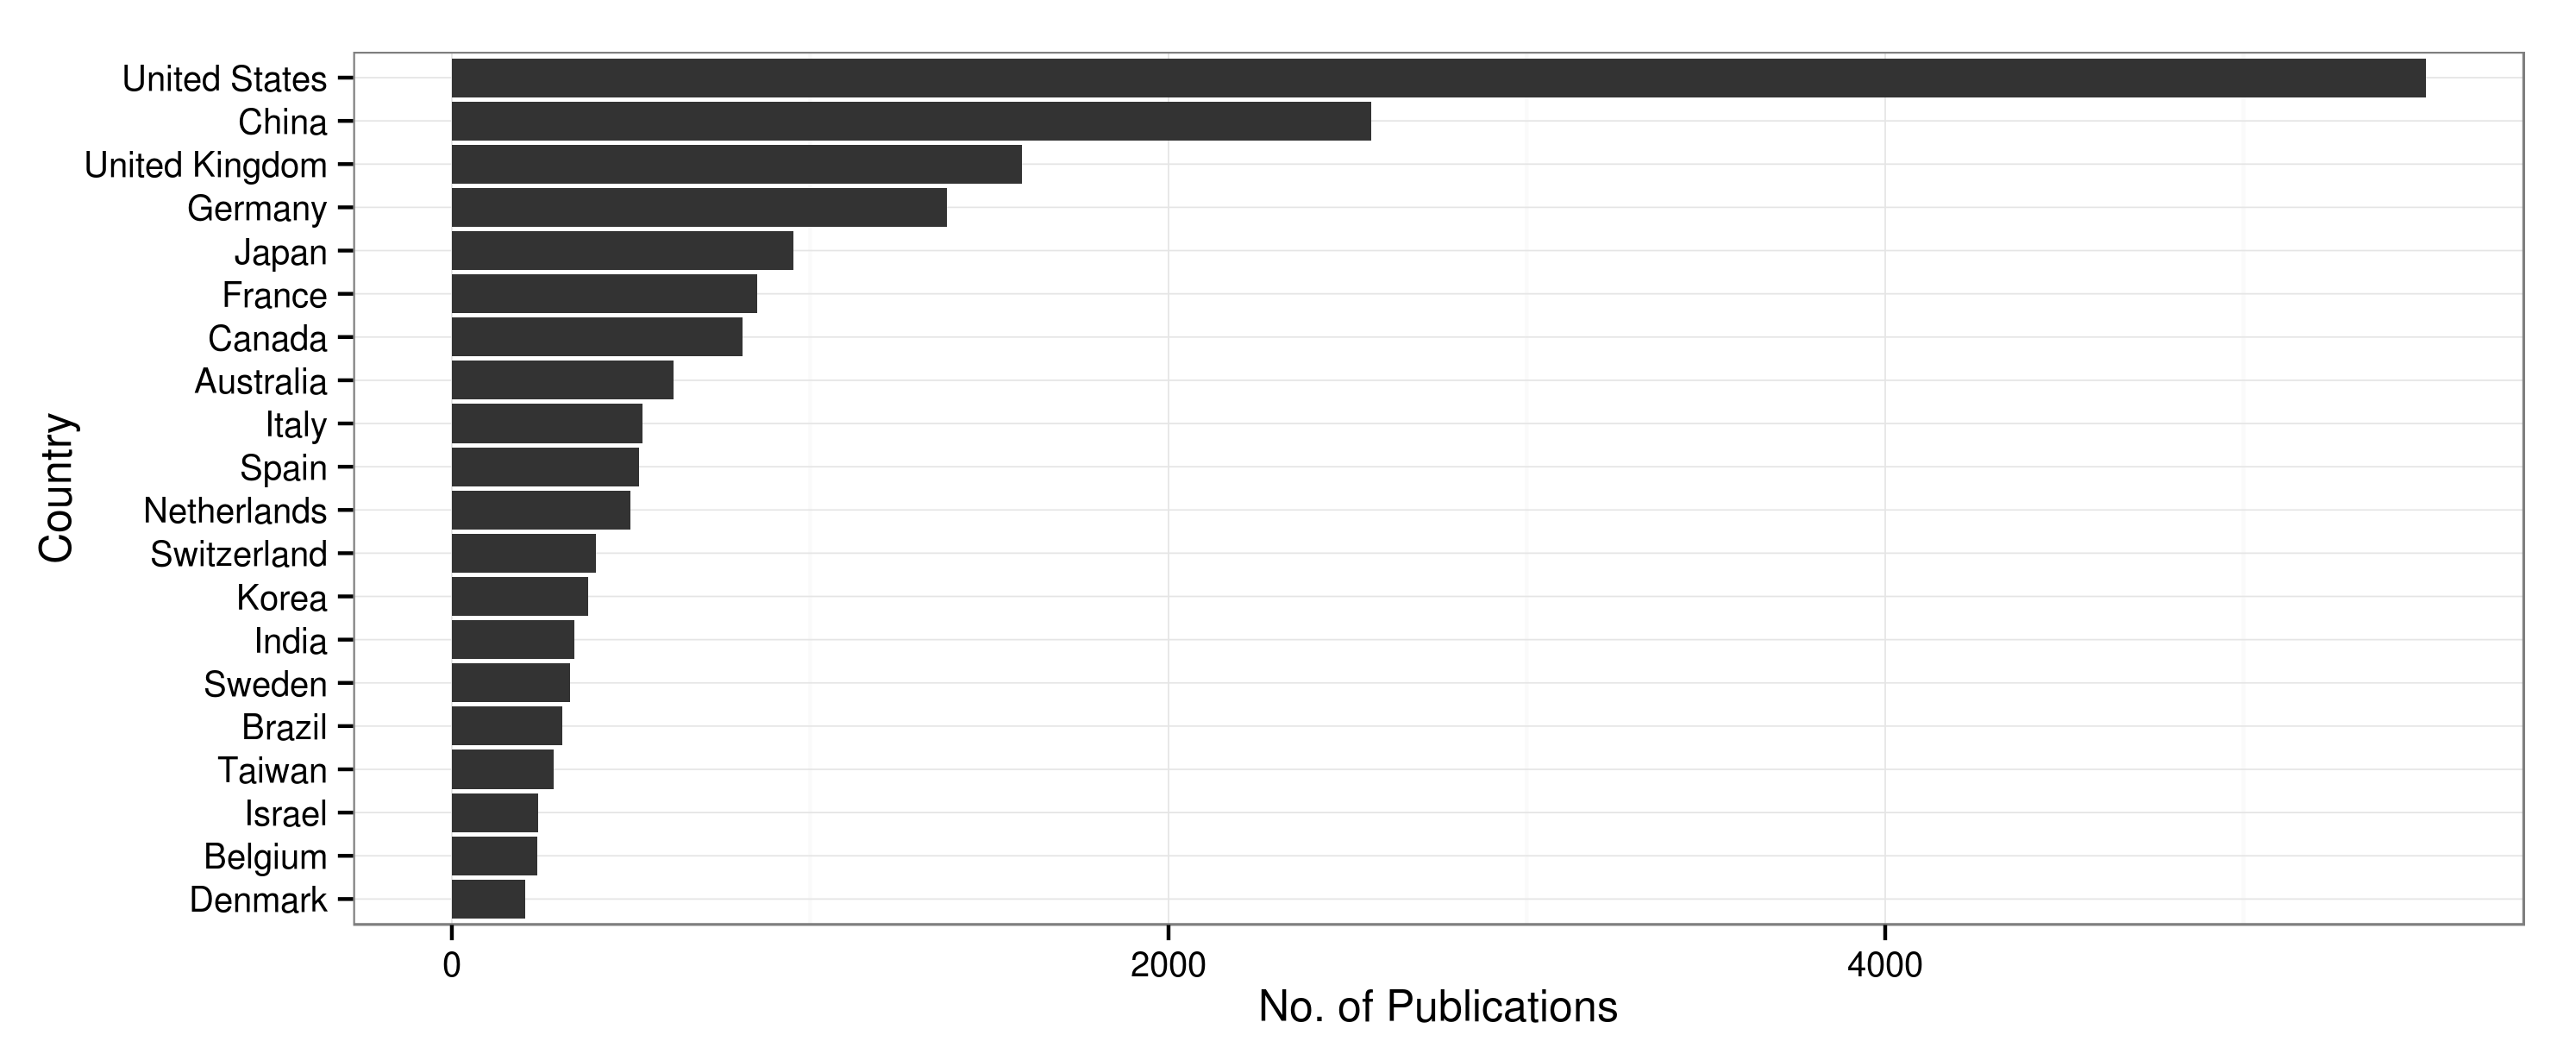 United States
China
United Kingdom
Germany
Japan
France
Canada
Australia
Italy
Spain
Netherlands
Switzerland
Korea
India
Sweden
Brazil
Taiwan
Israel
Belgium
Denmark
Country
0 2000 4000
No. of Publications